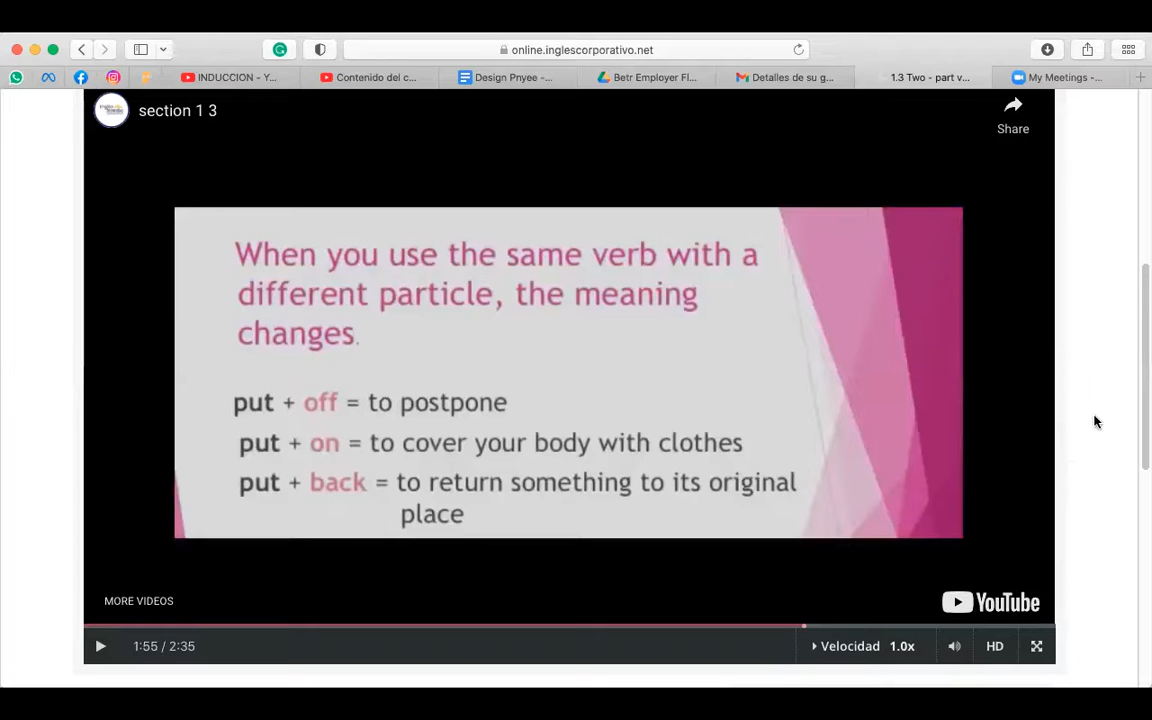 online.inglescorporativo.net
INDUCCION - Y...
Contenido del c...
Design Pnyee -...
Betr Employer Fl...
Detalles de su g...
1.3 Two - part v...
My Meetings -...
section 1 3
Share
When you use the same verb with a
different particle, the meaning
changes.
put + off = to postpone
put + on = to cover your body with clothes
put + back = to return something to its original
place
MORE VIDEOS
YouTube
1:55 / 2:35
Velocidad 1.0x
HD